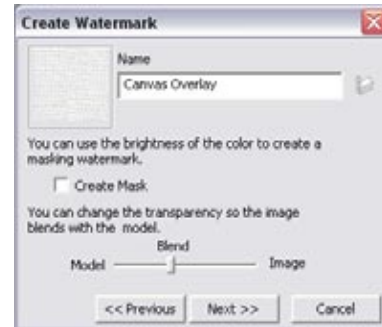 Create Watermark
Name
Canvas Overlay
You can use the brightness of the color to create a
masking watermark.
Create Mask
You can change the transparency so the image
blends with the model.
Blend
Model Image
<< Previous Next >> Cancel